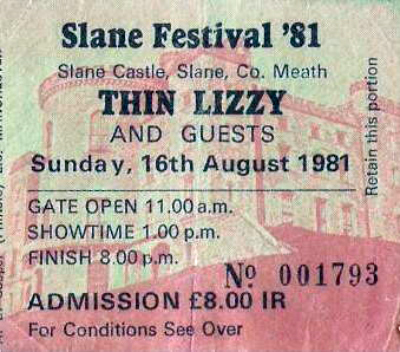 Slane Festival '81
Slane Castle, Slane, Co. Meath
THIN LIZZY
AND GUESTS
Sunday, 16th August 1981
GATE OPEN 11.00 a.m.
SHOWTIME 1.00 p.m.
FINISH 8.00 p.m.
Nº 001793
ADMISSION £8.00 IR
For Conditions See Over
Retain this portion